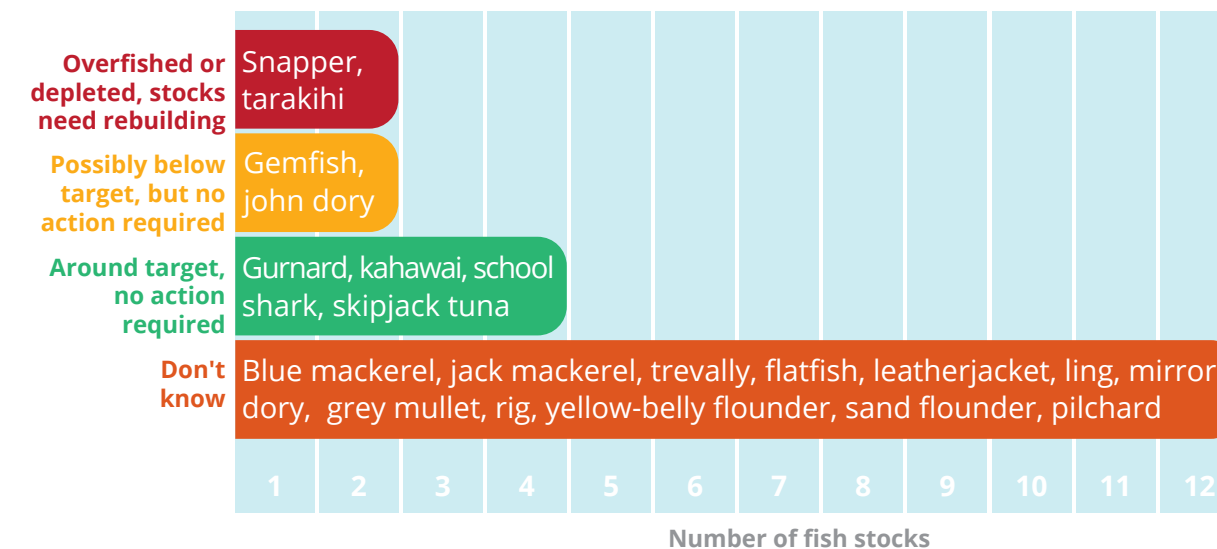 Overfished or
depleted, stocks
need rebuilding
Snapper,
tarakihi
Possibly below
target, but no
action required
Gemfish,
john dory
Around target,
no action
required
Gurnard, kahawai, school
shark, skipjack tuna
Don't
know
Blue mackerel, jack mackerel, trevally, flatfish, leatherjacket, ling, mirror
dory, grey mullet, rig, yellow-belly flounder, sand flounder, pilchard
1 2 3 4 5 6 7 8 9 10 11 12
Number of fish stocks